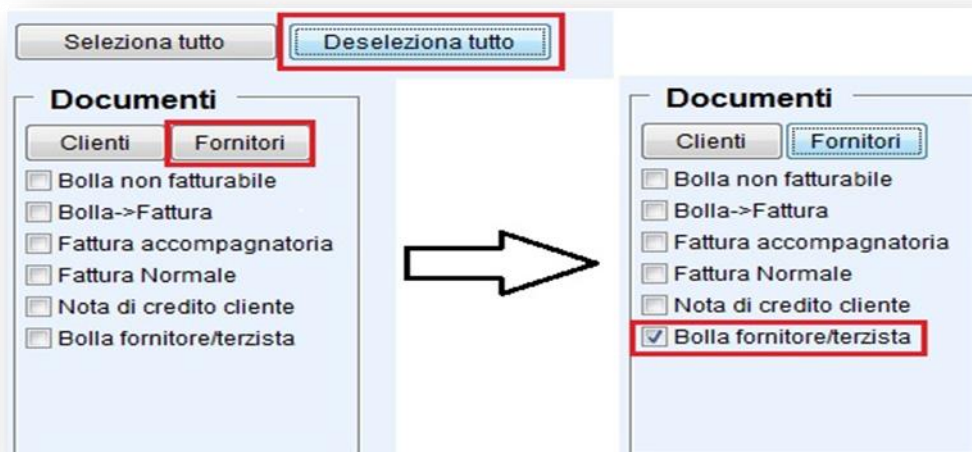 Seleziona tutto
Deseleziona tutto
Documenti
Clienti
Fornitori
Bolla non fatturabile
Bolla->Fattura
Fattura accompagnatoria
Fattura Normale
Nota di credito cliente
Bolla fornitore/terzista
Documenti
Clienti
Fornitori
Bolla non fatturabile
Bolla->Fattura
Fattura accompagnatoria
Fattura Normale
Nota di credito cliente
Bolla fornitore/terzista